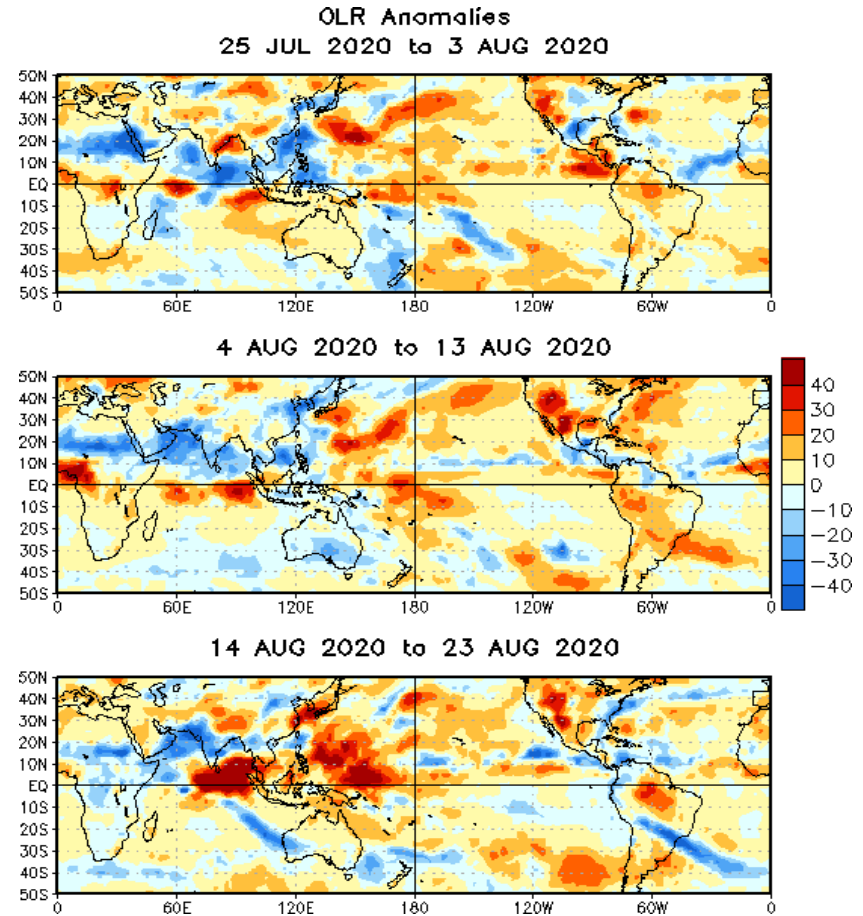 OLR Anomalies
25 JUL 2020 to 3 AUG 2020
50N
40N
30N
20N
10N
EQ
10S
20S
30S
40S
50S
0 60E 120E 180 120W 60W 0
4 AUG 2020 to 13 AUG 2020
50N
40N
30N
20N
10N
EQ
10S
20S
30S
40S
50S
0 60E 120E 180 120W 60W 0
40
30
20
10
0
-10
-20
-30
-40
14 AUG 2020 to 23 AUG 2020
50N
40N
30N
20N
10N
EQ
10S
20S
30S
40S
50S
0 60E 120E 180 120W 60W 0